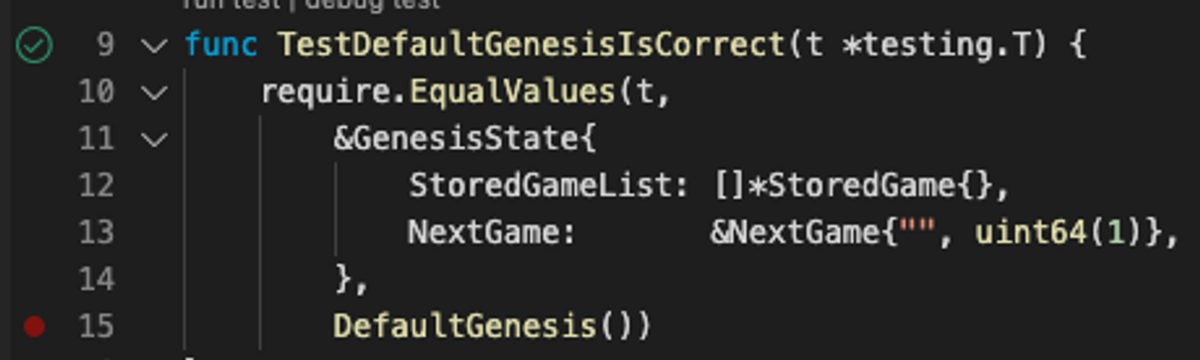 run test | debug test
9 func TestDefaultGenesisIsCorrect(t *testing.T) {
10 require.EqualValues(t,
11 &GenesisState{
12 StoredGameList: []*StoredGame{},
13 NextGame: &NextGame{"", uint64(1)},
14 },
15 DefaultGenesis())